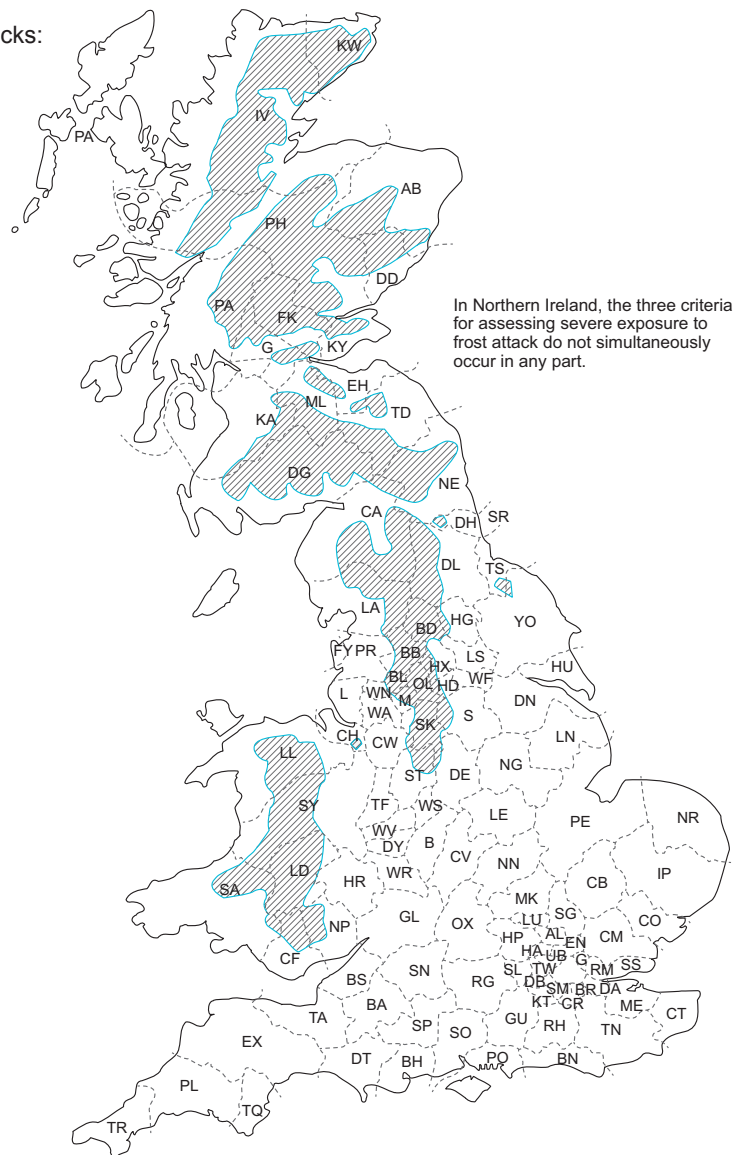 cks:
KW
IV
PA
AB
PH
DD
In Northern Ireland, the three criteria
for assessing severe exposure to
frost attack do not simultaneously
occur in any part.
PA
FK
G
KY
EH
ML
TD
KA
DG
NE
CA
DH
SR
DL
TS
LA
HG
YO
BD
FY
PR
BB
LS
HX
HU
BL
OL
HD
WF
L
WN
M
DN
WA
SK
S
CH
CW
LN
LL
ST
DE
NG
SY
TF
WS
LE
PE
NR
WV
DY
B
CV
LD
HR
WR
NN
CB
IP
SA
MK
NP
GL
OX
LU
SG
CO
HP
AL
EN
CM
CF
HA
UB
G
BS
SN
RG
SL
TW
RM
SS
DB
SM
BR
DA
TA
BA
KT
CR
ME
CT
EX
SP
SO
GU
RH
TN
DT
BH
PO
BN
PL
TQ
TR